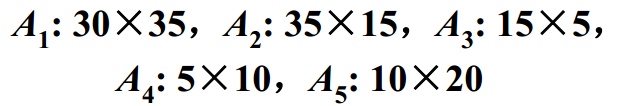 A₁: 30×35，A₂: 35×15，A₃: 15×5，
A₄: 5×10，A₅: 10×20